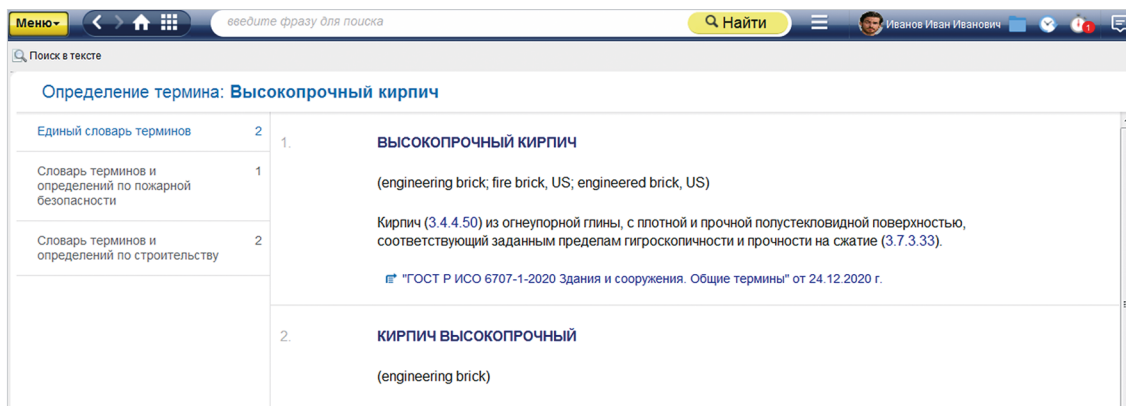 Меню
введите фразу для поиска
Найти
Иванов Иван Иванович
1
Поиск в тексте
Определение термина: Высокопрочный кирпич
Единый словарь терминов 2
Словарь терминов и 1
определений по пожарной
безопасности
Словарь терминов и 2
определений по строительству
1.
ВЫСОКОПРОЧНЫЙ КИРПИЧ
(engineering brick; fire brick, US; engineered brick, US)
Кирпич (3.4.4.50) из огнеупорной глины, с плотной и прочной полустекловидной поверхностью,
соответствующий заданным пределам гигроскопичности и прочности на сжатие (3.7.3.33).
"ГОСТ Р ИСО 6707-1-2020 Здания и сооружения. Общие термины" от 24.12.2020 г.
2.
КИРПИЧ ВЫСОКОПРОЧНЫЙ
(engineering brick)